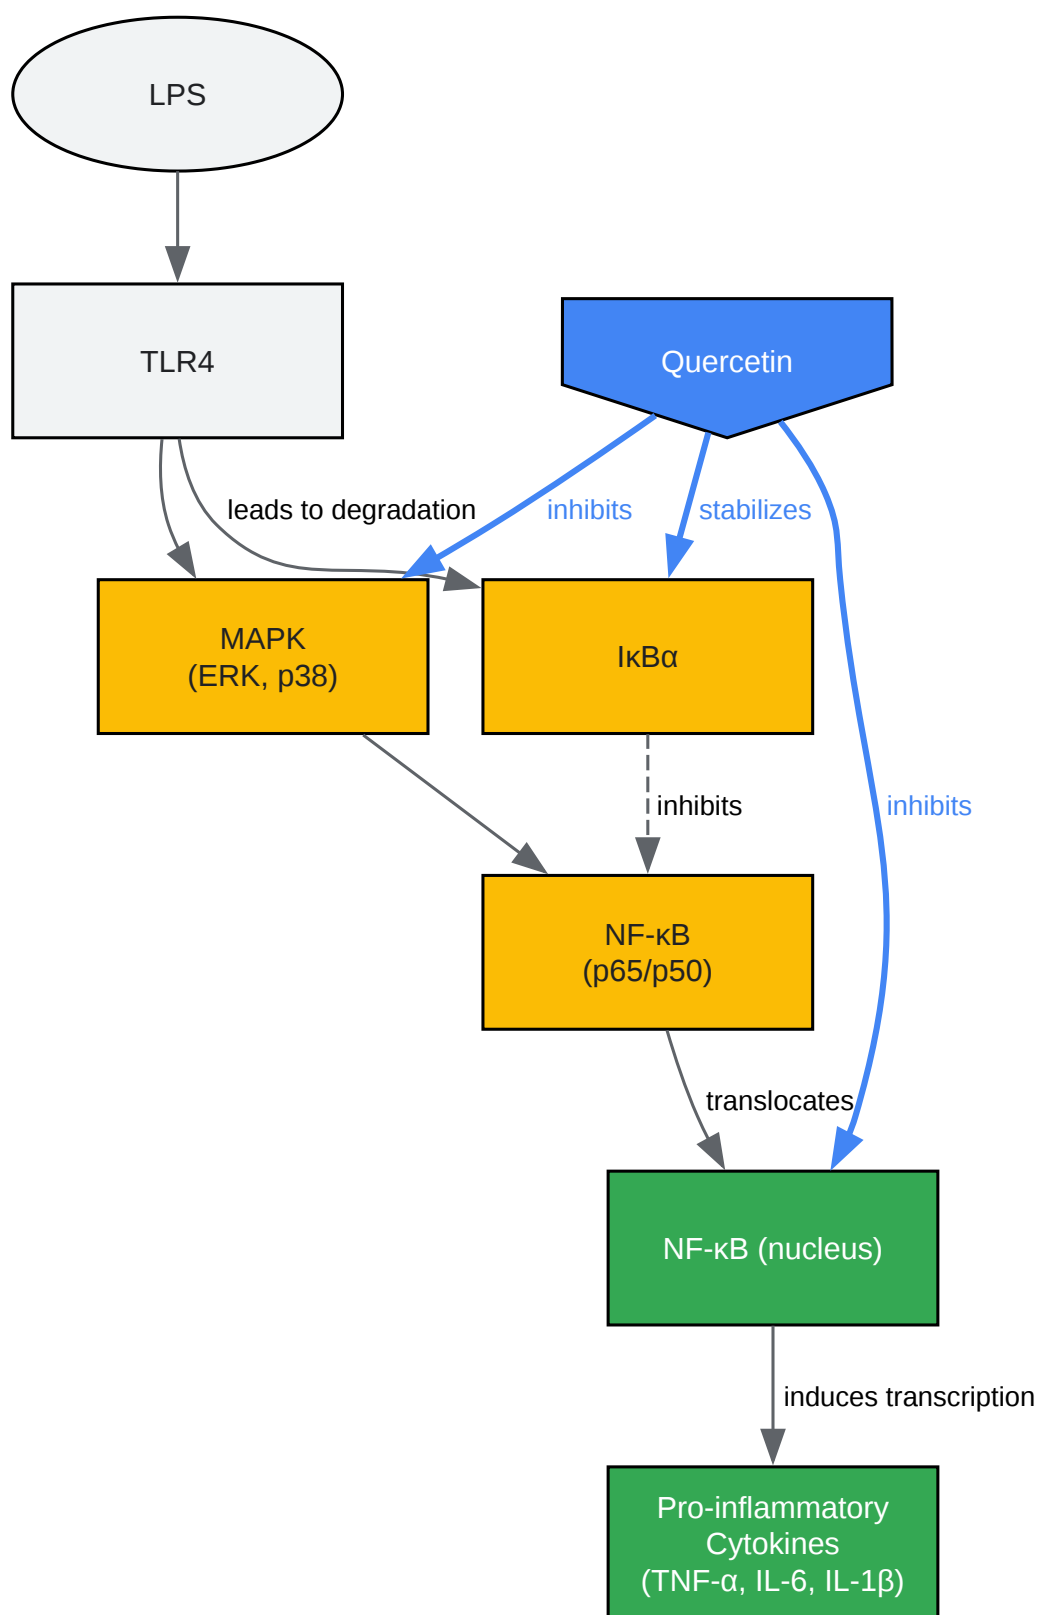 LPS
TLR4
Quercetin
leads to degradation
inhibits
stabilizes
MAPK
(ERK, p38)
IκBα
inhibits
inhibits
NF-κB
(p65/p50)
translocates
NF-κB (nucleus)
induces transcription
Pro-inflammatory
Cytokines
(TNF-α, IL-6, IL-1β)